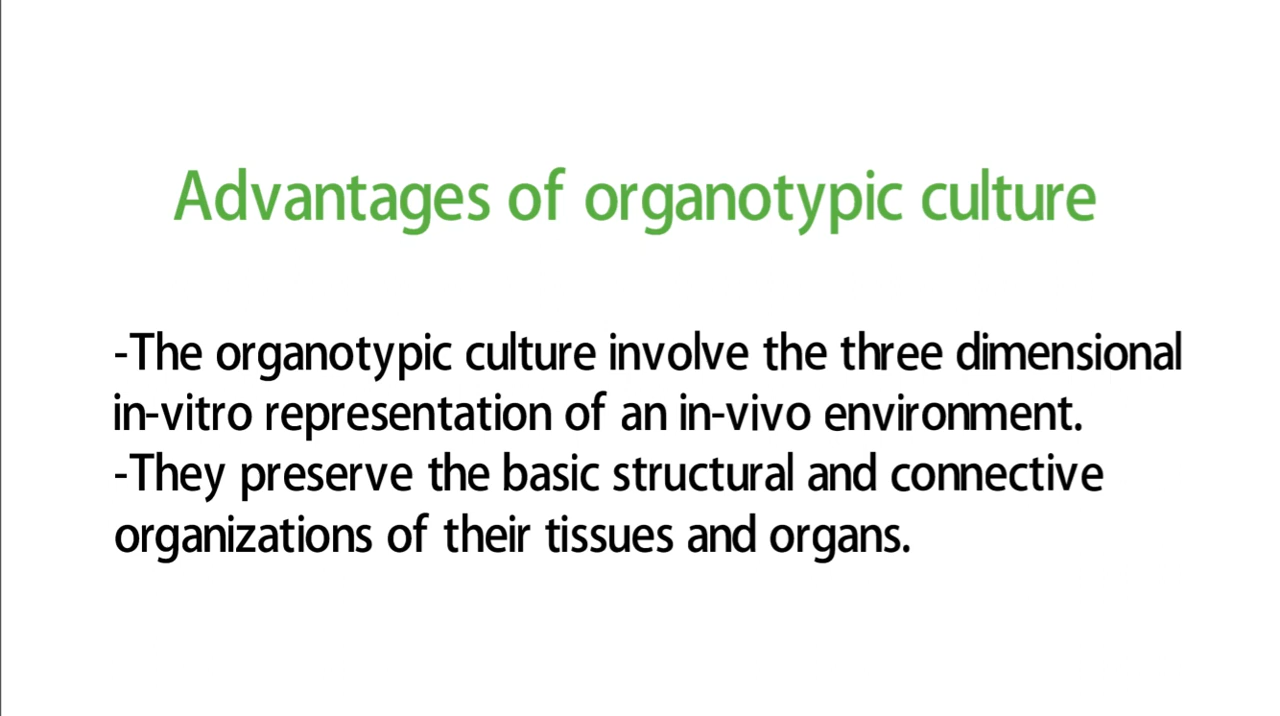 Advantages of organotypic culture
-The organotypic culture involve the three dimensional
in-vitro representation of an in-vivo environment.
-They preserve the basic structural and connective
organizations of their tissues and organs.